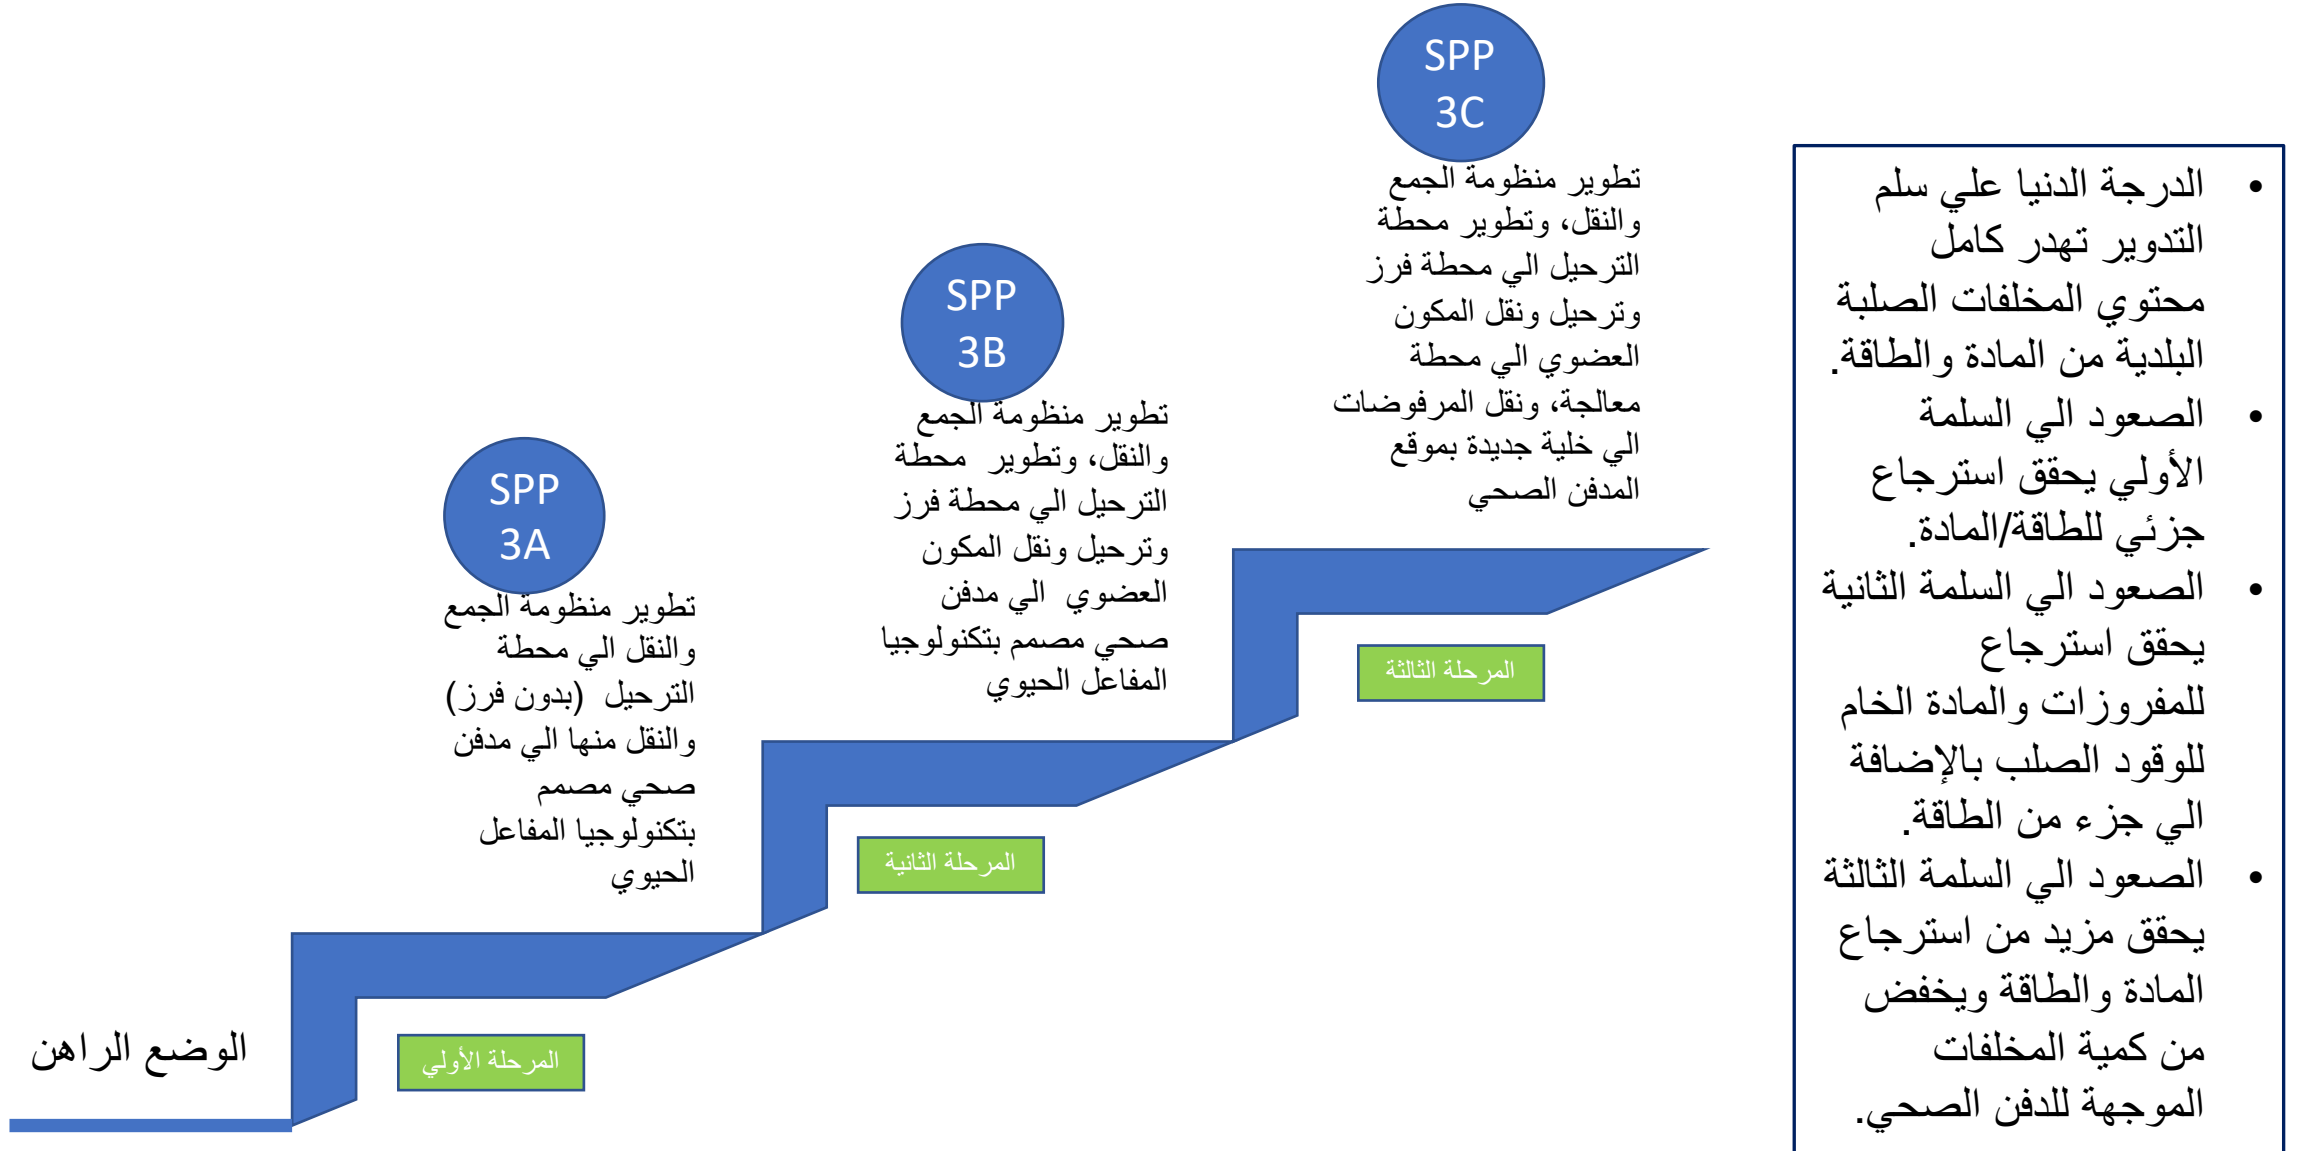 SPP
3C
تطوير منظومة الجمع
والنقل، وتطوير محطة
الترحيل الي محطة فرز
وترحيل ونقل المكون
العضوي الي محطة
معالجة، ونقل المرفوضات
الي خلية جديدة بموقع
المدفن الصحي
المرحلة الثالثة
SPP
3B
تطوير منظومة الجمع
والنقل، وتطوير محطة
الترحيل الي محطة فرز
وترحيل ونقل المكون
العضوي الي مدفن
صحي مصمم بتكنولوجيا
المفاعل الحيوي
المرحلة الثانية
SPP
3A
تطوير منظومة الجمع
والنقل الي محطة
الترحيل (بدون فرز)
والنقل منها الي مدفن
صحي مصمم
بتكنولوجيا المفاعل
الحيوي
المرحلة الأولي
الوضع الراهن
• الدرجة الدنيا علي سلم
التدوير تهدر كامل
محتوي المخلفات الصلبة
البلدية من المادة والطاقة.
• الصعود الي السلمة
الأولي يحقق استرجاع
جزئي للطاقة/المادة.
• الصعود الي السلمة الثانية
يحقق استرجاع
للمفروزات والمادة الخام
للوقود الصلب بالإضافة
الي جزء من الطاقة.
• الصعود الي السلمة الثالثة
يحقق مزيد من استرجاع
المادة والطاقة ويخفض
من كمية المخلفات
الموجهة للدفن الصحي.